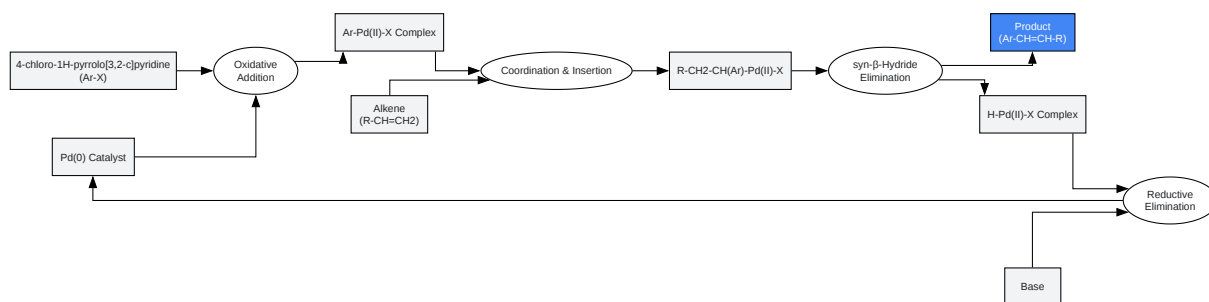 4-chloro-1H-pyrrolo[3,2-c]pyridine
(Ar-X)
Oxidative
Addition
Ar-Pd(II)-X Complex
Alkene
(R-CH=CH2)
Coordination & Insertion
R-CH2-CH(Ar)-Pd(II)-X
syn-β-Hydride
Elimination
Product
(Ar-CH=CH-R)
H-Pd(II)-X Complex
Pd(0) Catalyst
Reductive
Elimination
Base